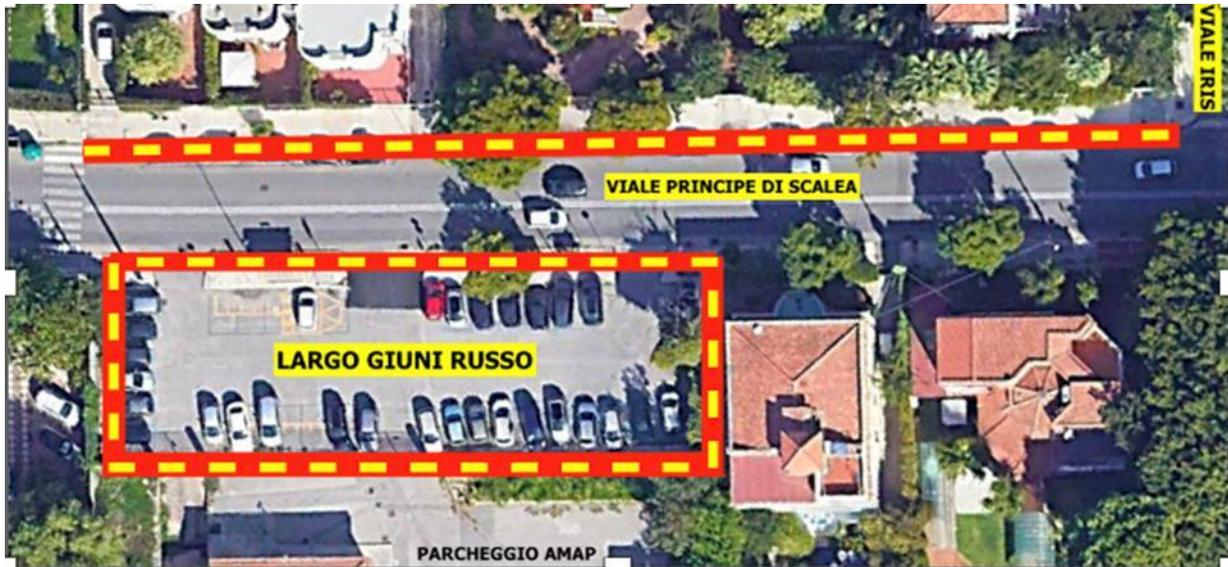 VIALE IRIS
VIALE PRINCIPE DI SCALEA
LARGO GIUNI RUSSO
PARCHEGGIO AMAP